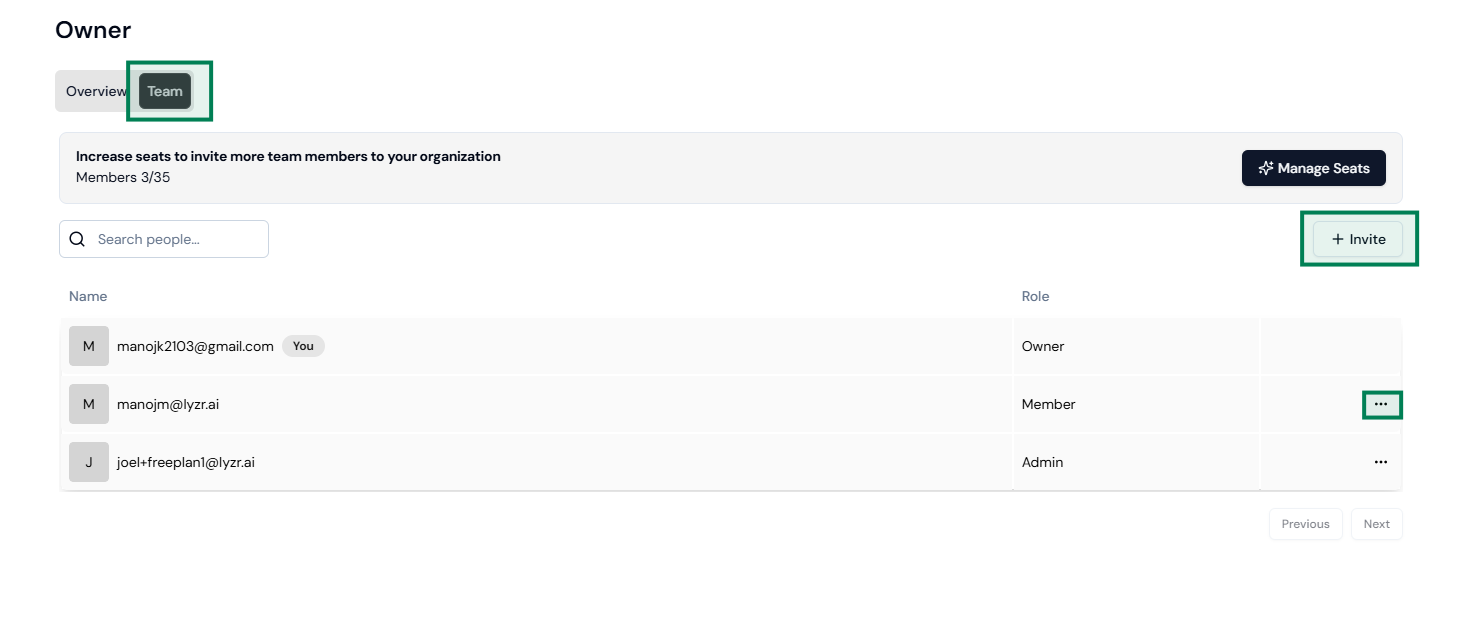 Owner
Overview Team
Increase seats to invite more team members to your organization
Members 3/35
Manage Seats
Search people...
+ Invite
Name Role
M manojk2103@gmail.com You Owner
M manojm@lyzr.ai Member ...
J joel+freeplan1@lyzr.ai Admin ...
Previous Next